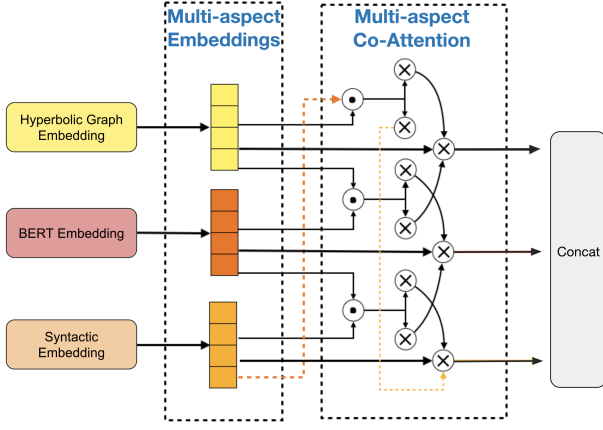 Multi-aspect
Embeddings
Multi-aspect
Co-Attention
Hyperbolic Graph
Embedding
BERT Embedding
Syntactic
Embedding
Concat